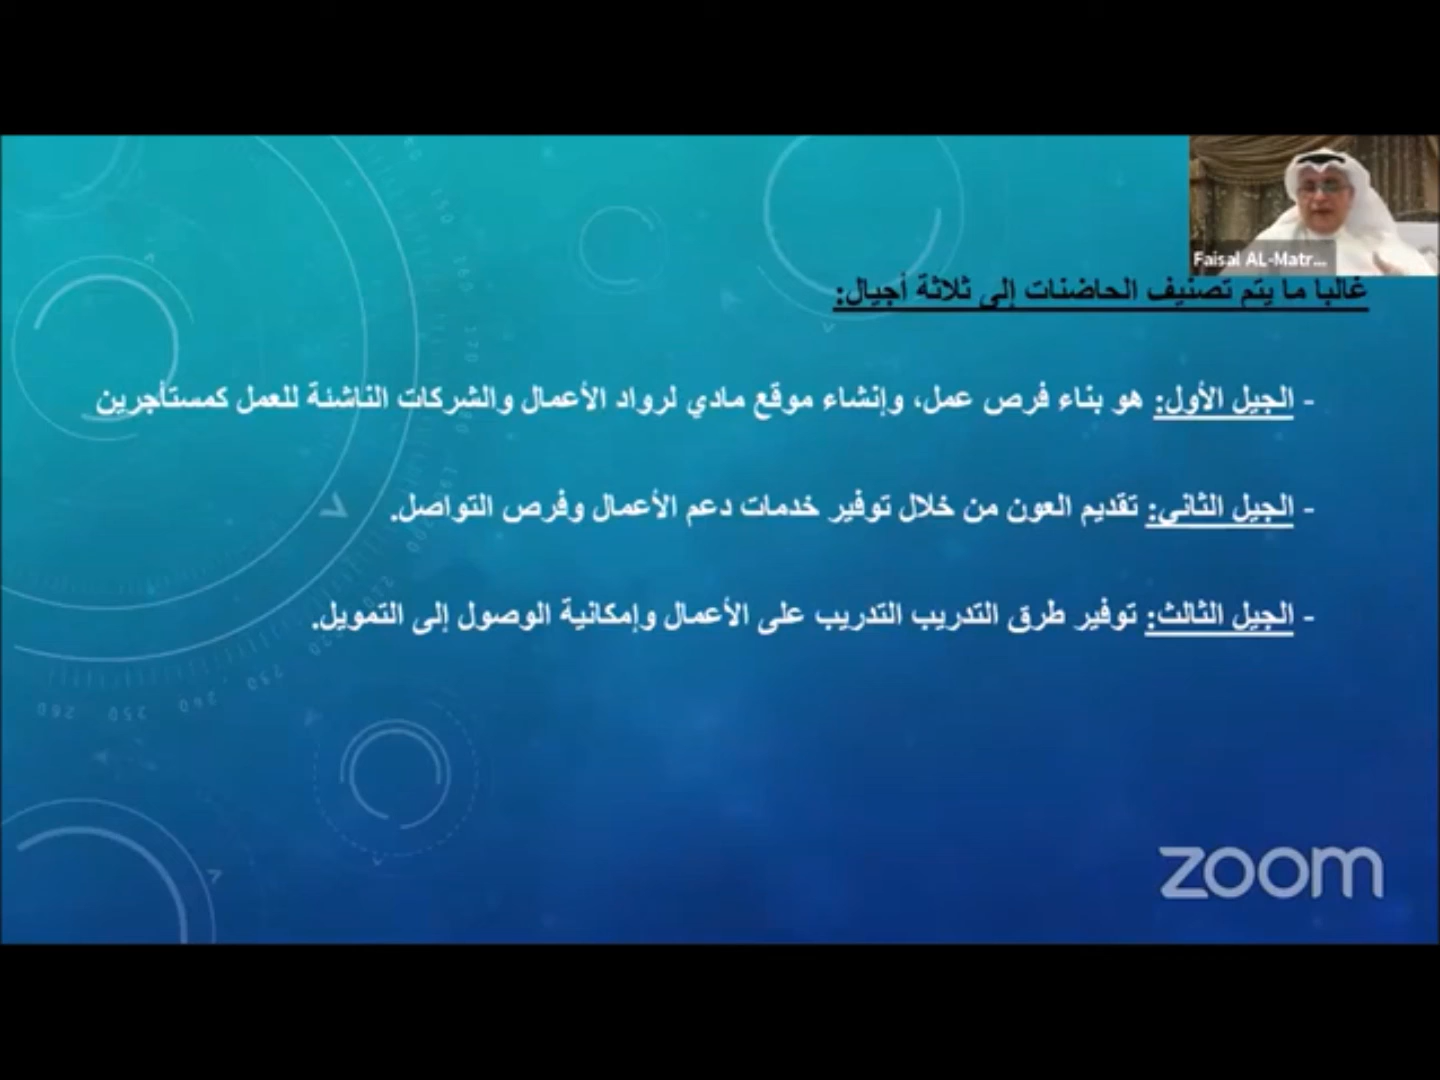 Faisal AL-Matr...
غالبا ما يتم تصنيف الحاضنات إلى ثلاثة أجيال:
- الجيل الأول: هو بناء فرص عمل، وإنشاء موقع مادي لرواد الأعمال والشركات الناشئة للعمل كمستأجرين
- الجيل الثاني: تقديم العون من خلال توفير خدمات دعم الأعمال وفرص التواصل.
- الجيل الثالث: توفير طرق التدريب التدريب على الأعمال وإمكانية الوصول إلى التمويل.
zoom